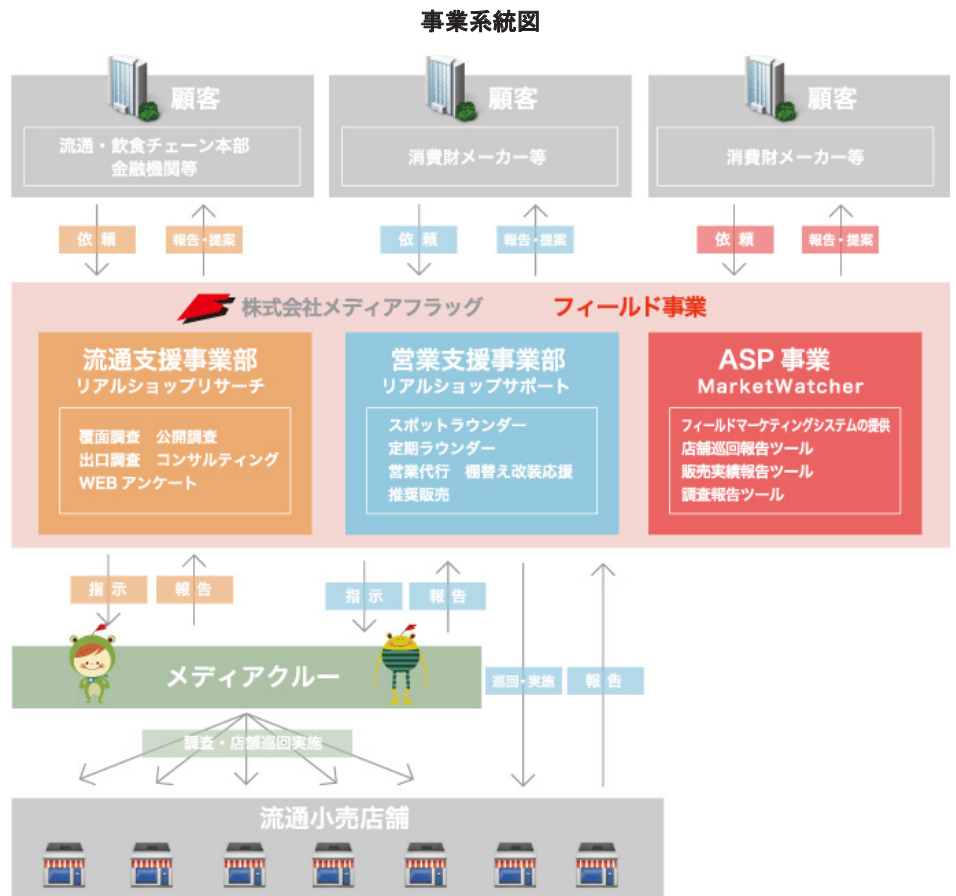 事業系統図
顧客
顧客
顧客
流通・飲食チェーン本部
金融機関等
消費財メーカー等
消費財メーカー等
依頼
報告・提案
依頼
報告・提案
依頼
報告・提案
株式会社メディアフラッグ
フィールド事業
流通支援事業部
リアルショップリサーチ
覆面調査 公開調査
出口調査 コンサルティング
WEBアンケート
営業支援事業部
リアルショップサポート
スポットラウンダー
定期ラウンダー
営業代行 棚替え改装応援
推奨販売
ASP 事業
MarketWatcher
フィールドマーケティングシステムの提供
店舗巡回報告ツール
販売実績報告ツール
調査報告ツール
指示
報告
指示
報告
メディアクルー
巡回・実施
報告
調査・店舗巡回実施
流通小売店舗